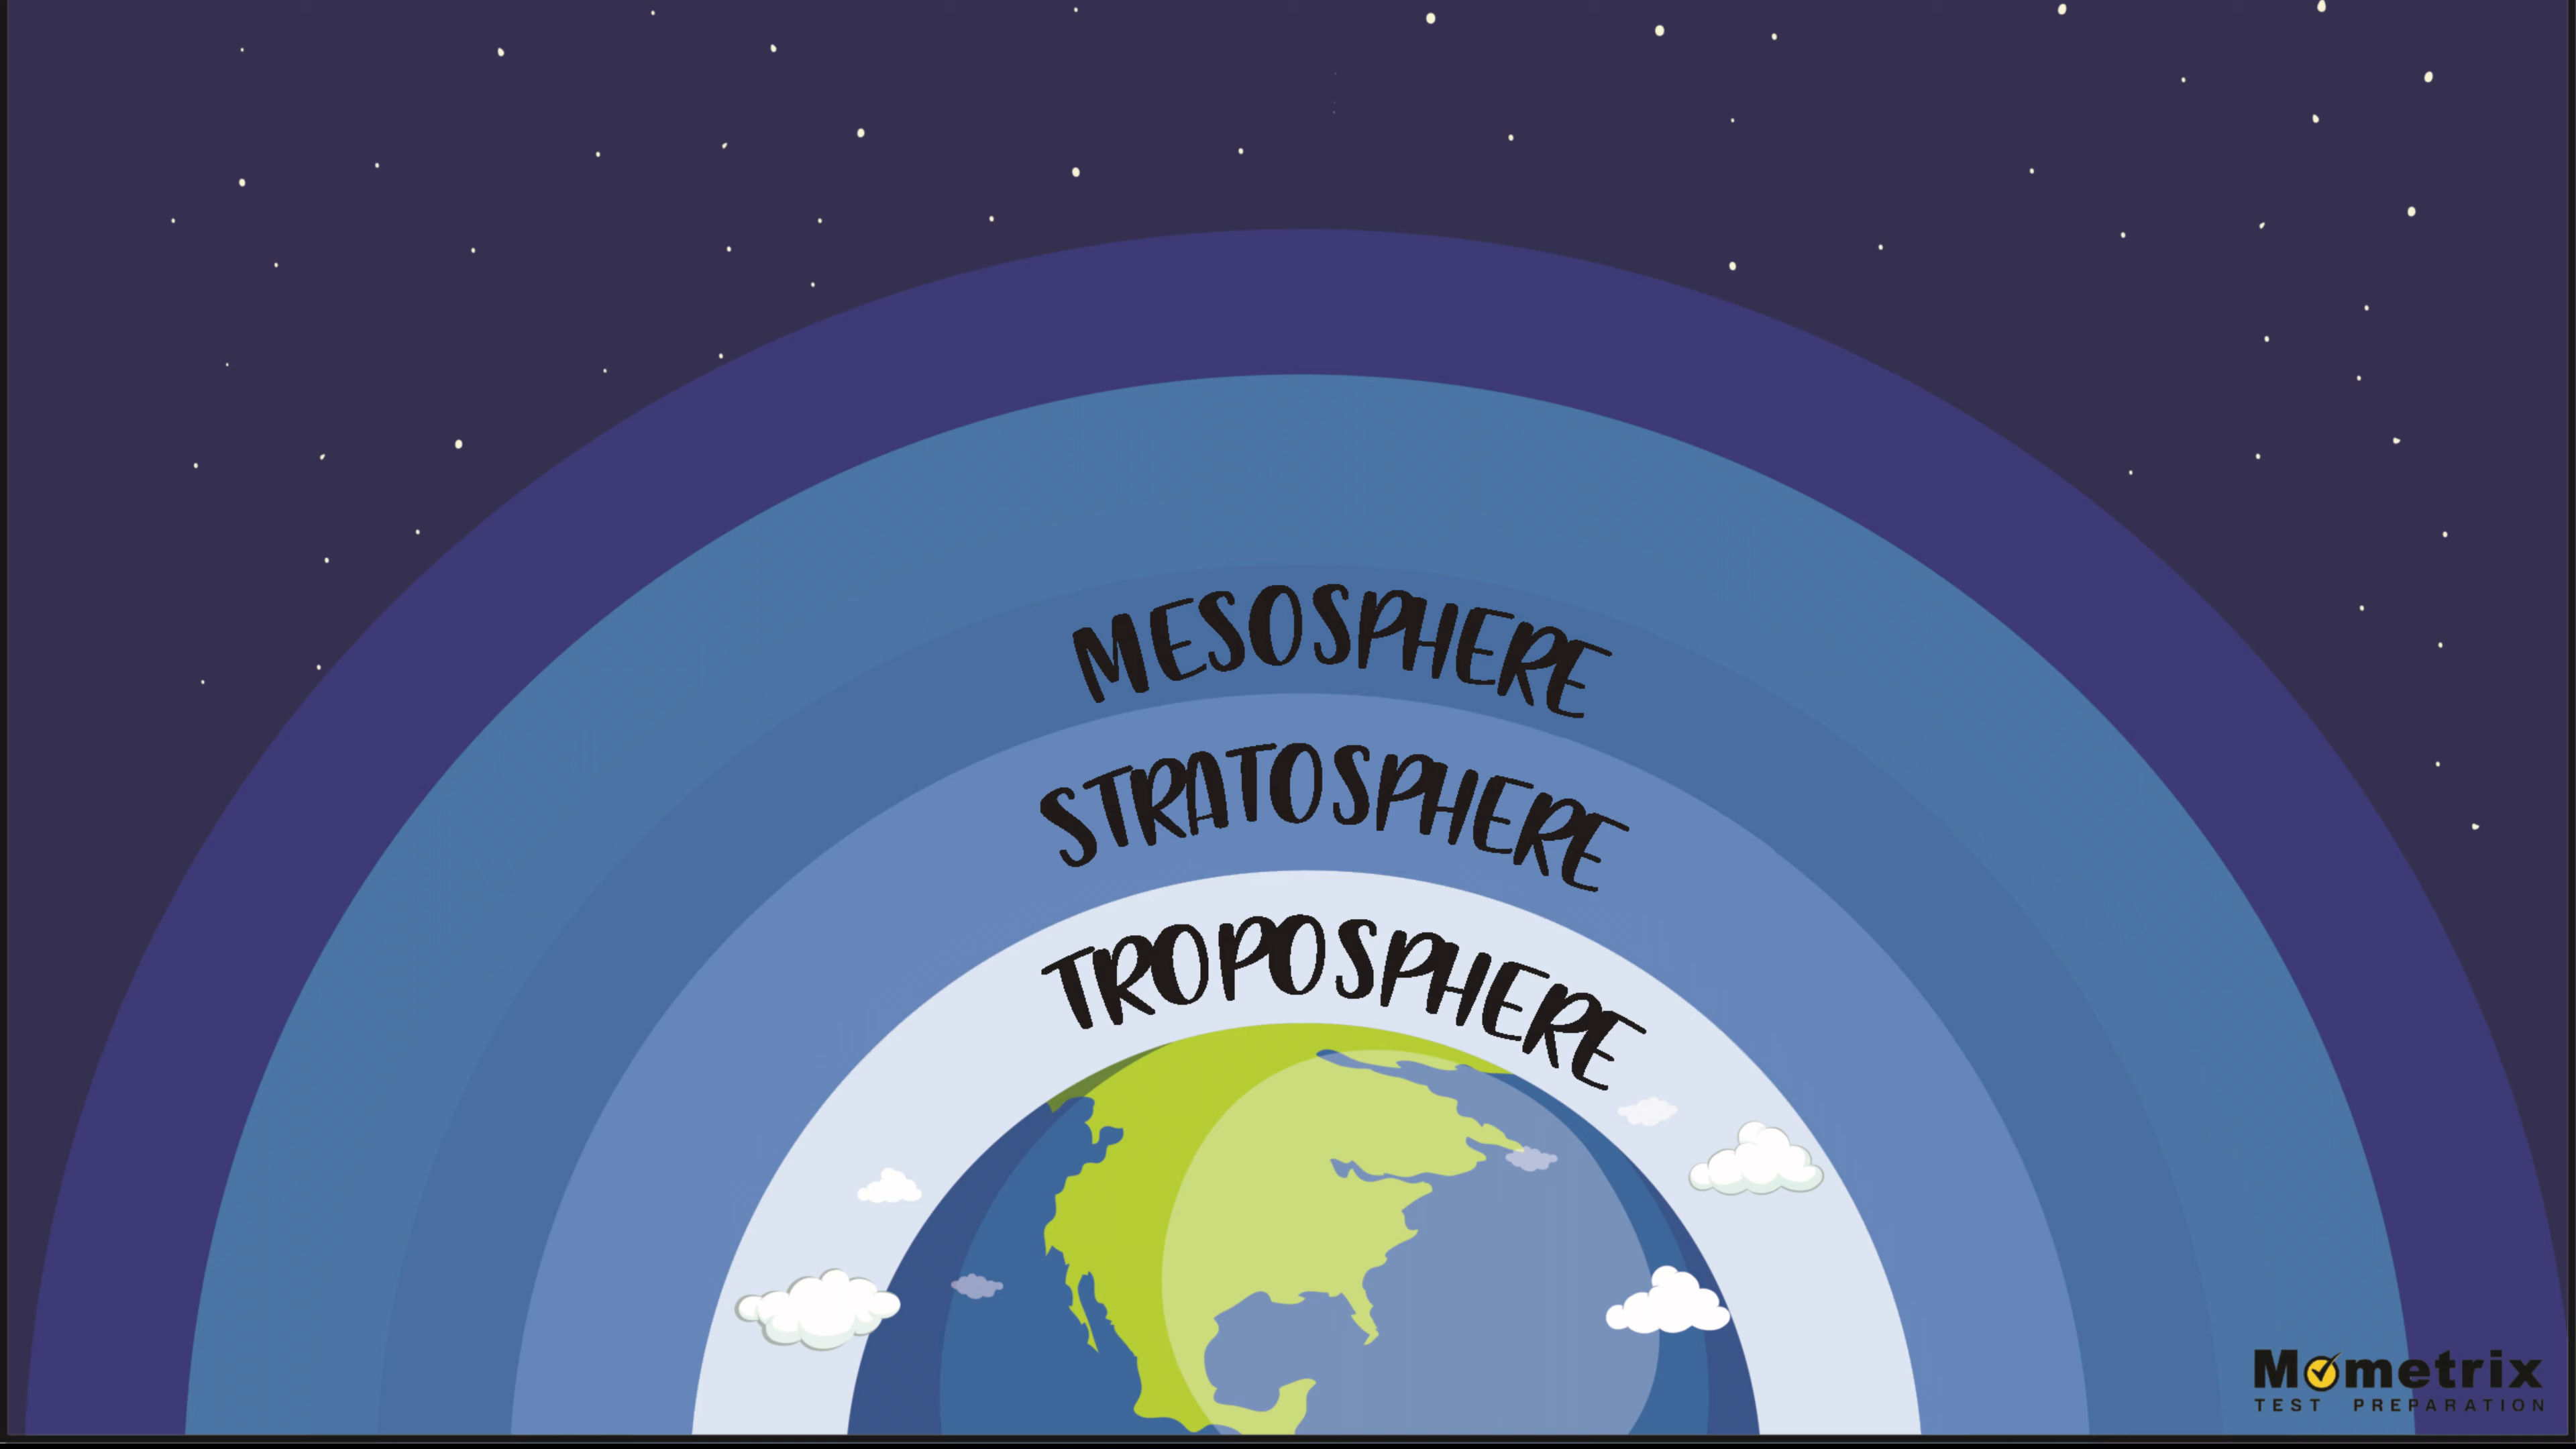 MESOSPHERE
STRATOSPHERE
TROPOSPHERE
Mometrix
TEST PREPARATION